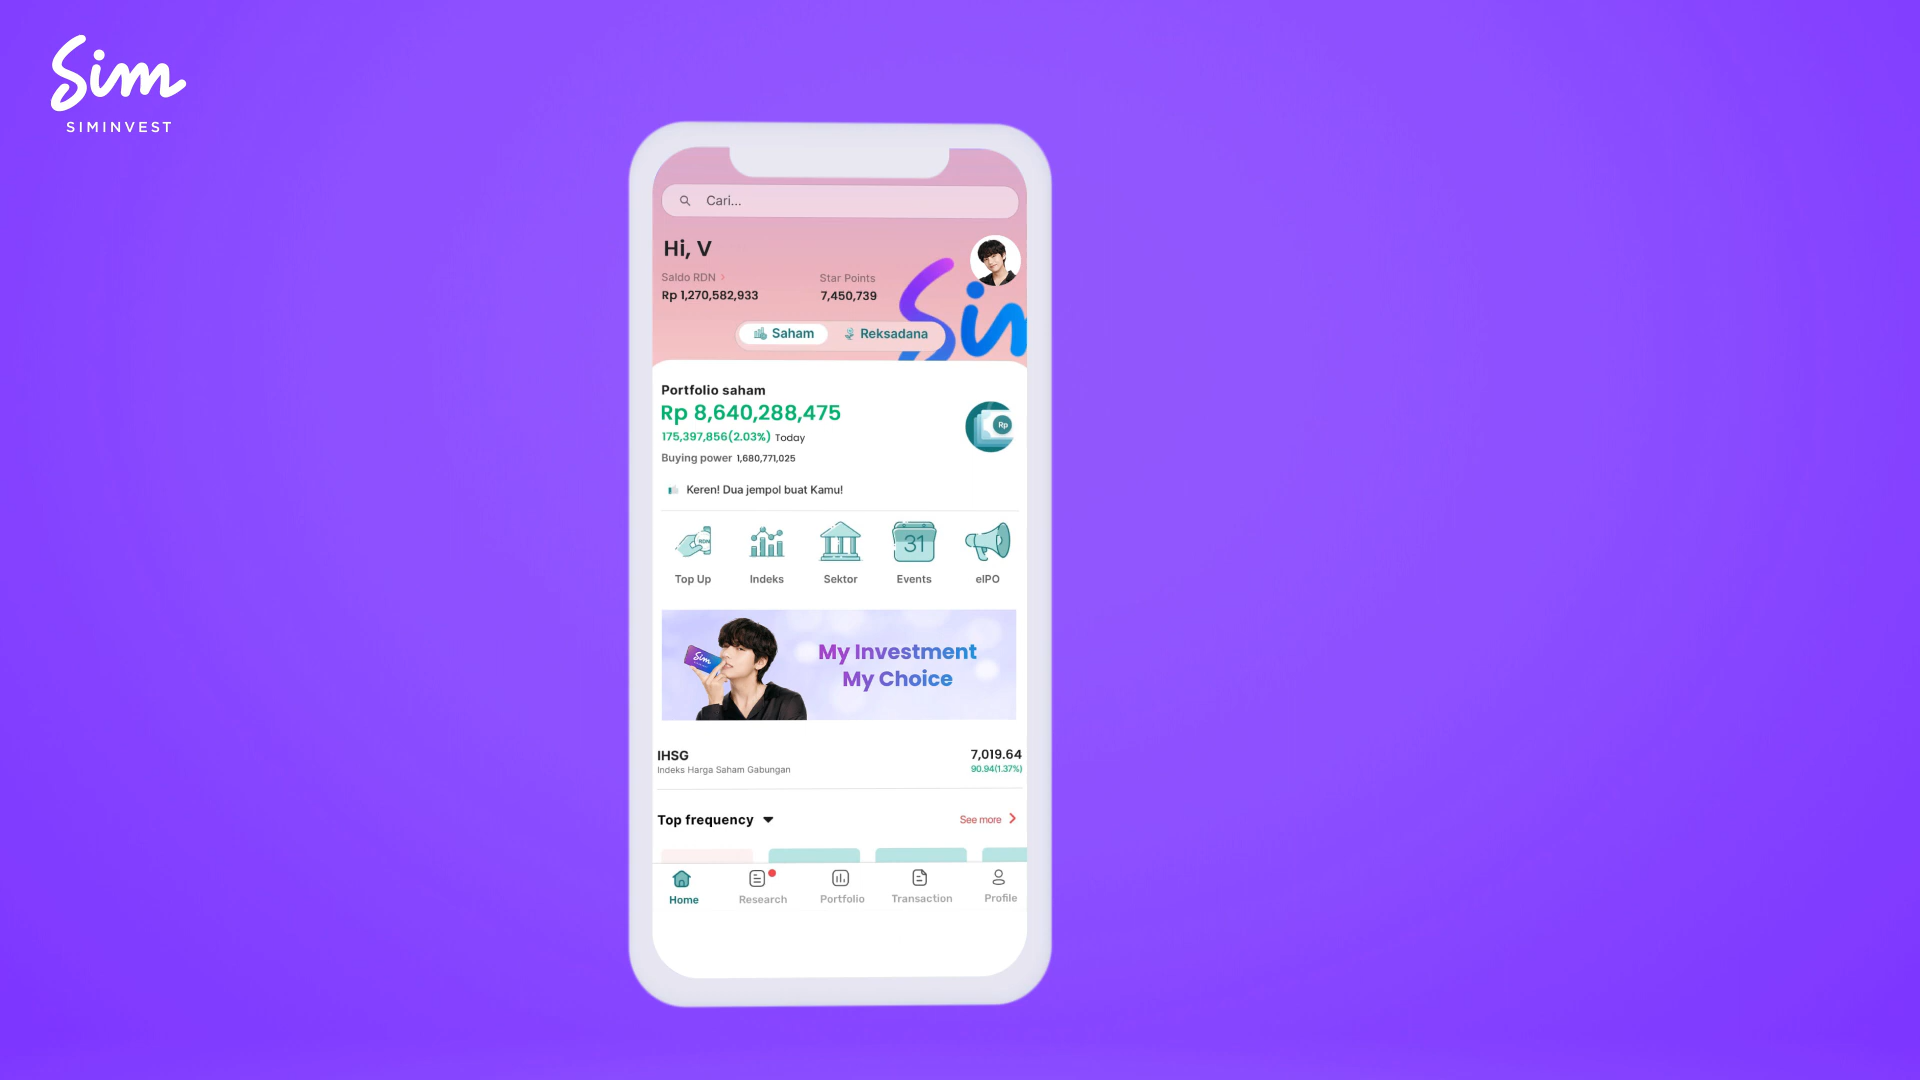 Sim
SIMINVEST
Cari...
Hi, V
Saldo RDN
Star Points
Rp 1,270,582,933
7,450,739
Saham
Reksadana
Portfolio saham
Rp 8,640,288,475
175,397,856(2.03%) Today
Buying power 1,680,771,025
Rp
Keren! Dua jempol buat Kamu!
RDN
31
Top Up
Indeks
Sektor
Events
eIPO
Sim
My Investment
My Choice
IHSG
7,019.64
Indeks Harga Saham Gabungan
90.94(1.37%)
Top frequency
See more
Home
Research
Portfolio
Transaction
Profile